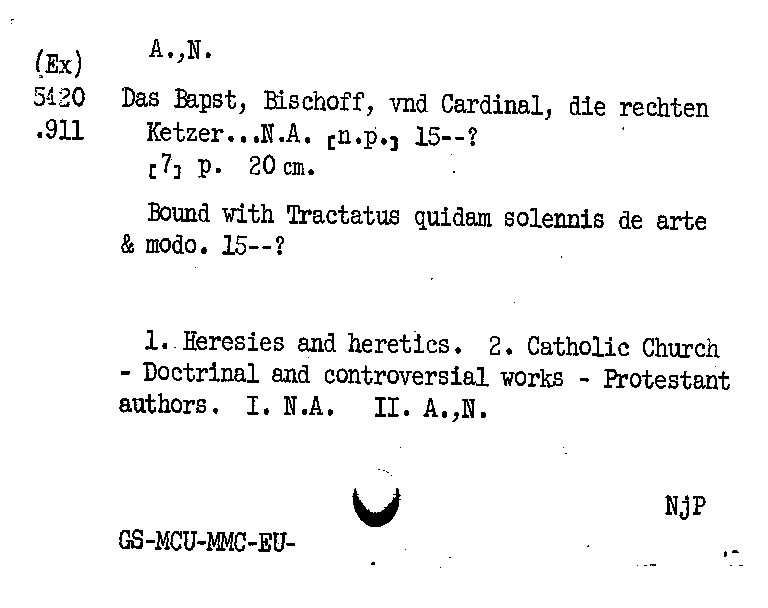 A.,N.
(Ex)
5420
.911
Das Bapst, Bischoff, vnd Cardinal, die rechten
Ketzer...N.A. [n.p.] 15--?
[7] p. 20 cm.
Bound with Tractatus quidam solennis de arte
& modo. 15--?
1. Heresies and heretics. 2. Catholic Church
- Doctrinal and controversial works - Protestant
authors. I. N.A. II. A.,N.
NjP
GS-MCU-MMC-EU-